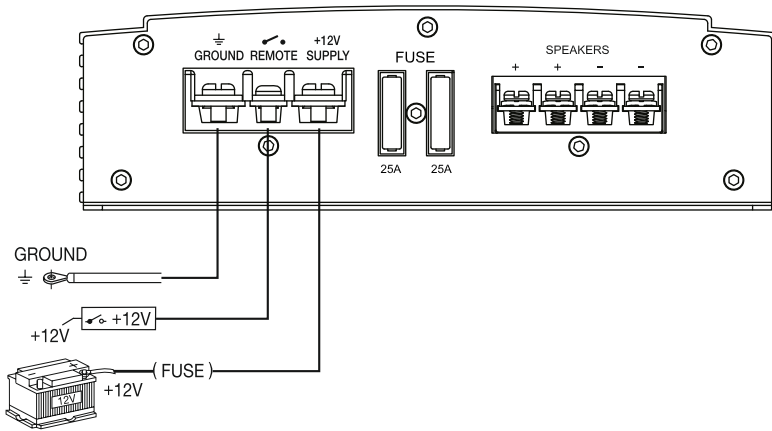 GROUND REMOTE +12V SUPPLY
FUSE
SPEAKERS
+ + - -
25A 25A
GROUND
+12V
+12V
( FUSE )
+12V
- +
12V